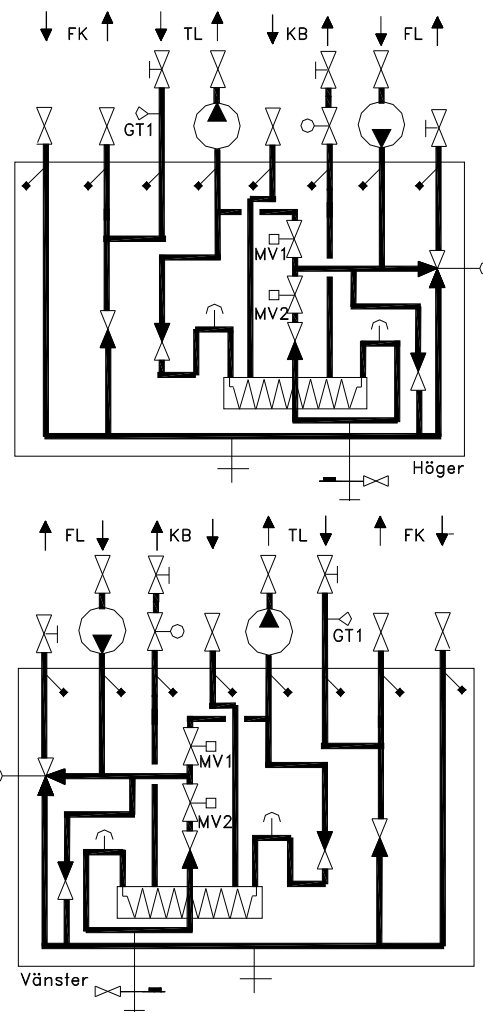 FK TL KB FL
GT1
MV1
MV2
Höger
FL KB TL FK
GT1
MV1
MV2
Vänster